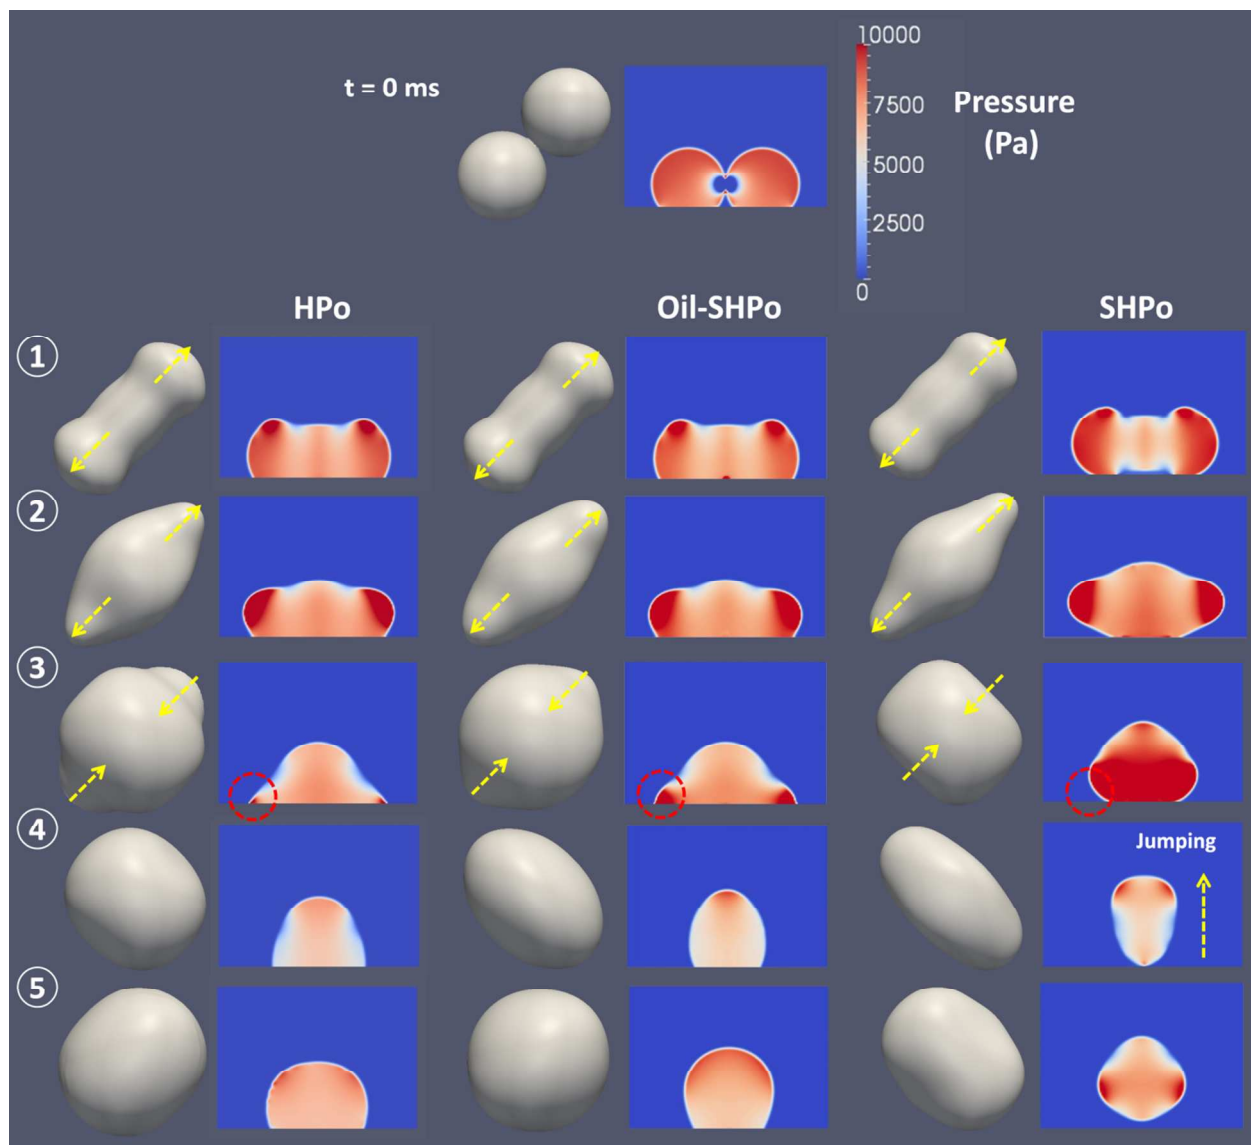 t = 0 ms
10000
7500
5000
2500
0
Pressure
(Pa)
HPo
Oil-SHPo
SHPo
1
2
3
4
Jumping
5